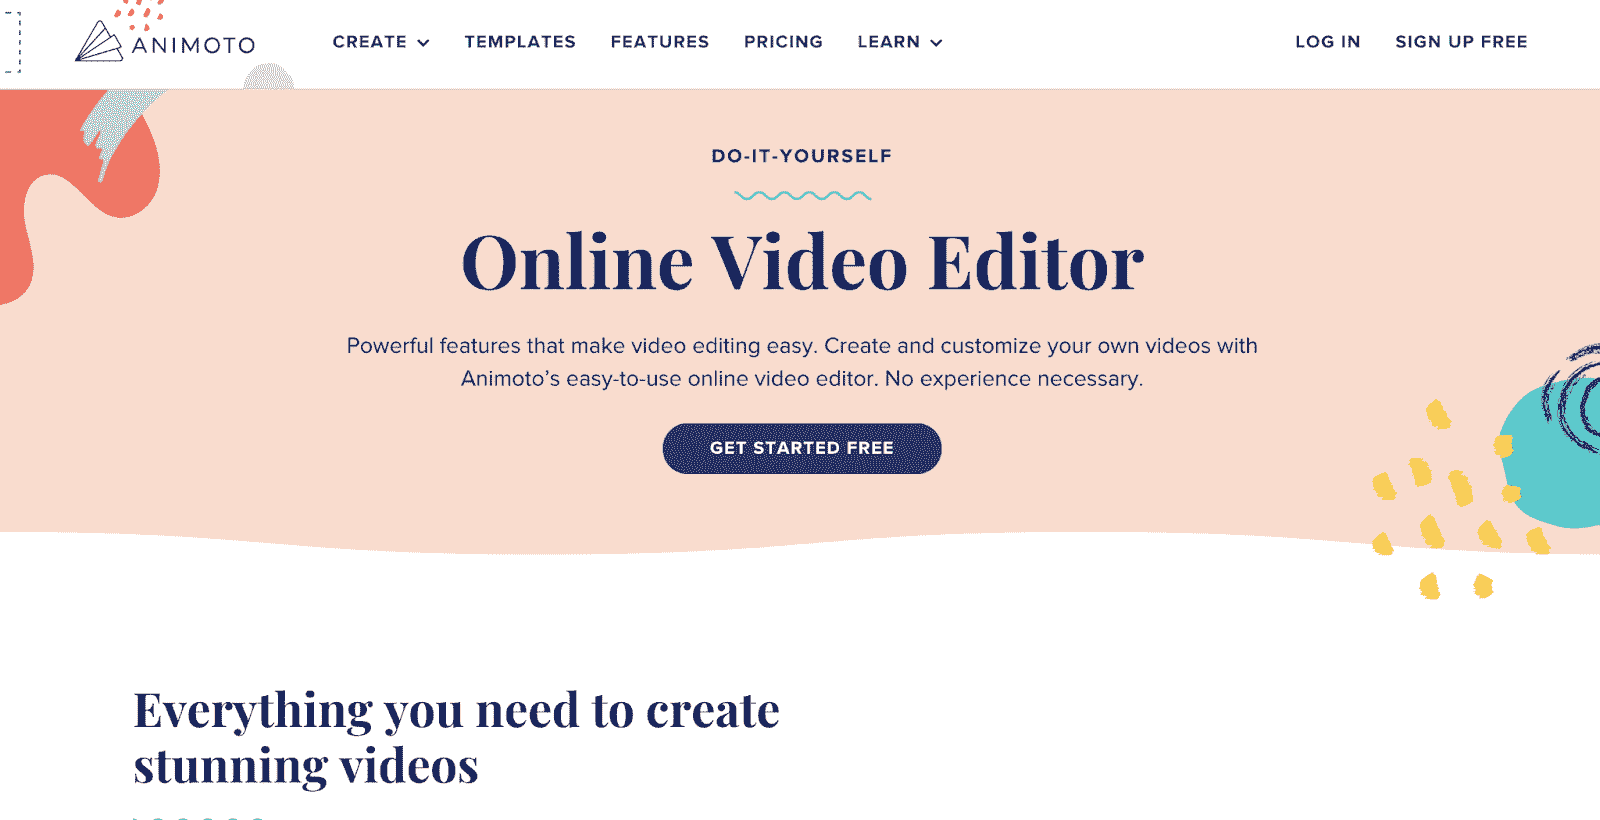 ANIMOTO
CREATE TEMPLATES FEATURES PRICING LEARN LOG IN SIGN UP FREE
DO-IT-YOURSELF
Online Video Editor
Powerful features that make video editing easy. Create and customize your own videos with
Animoto’s easy-to-use online video editor. No experience necessary.
GET STARTED FREE
Everything you need to create
stunning videos